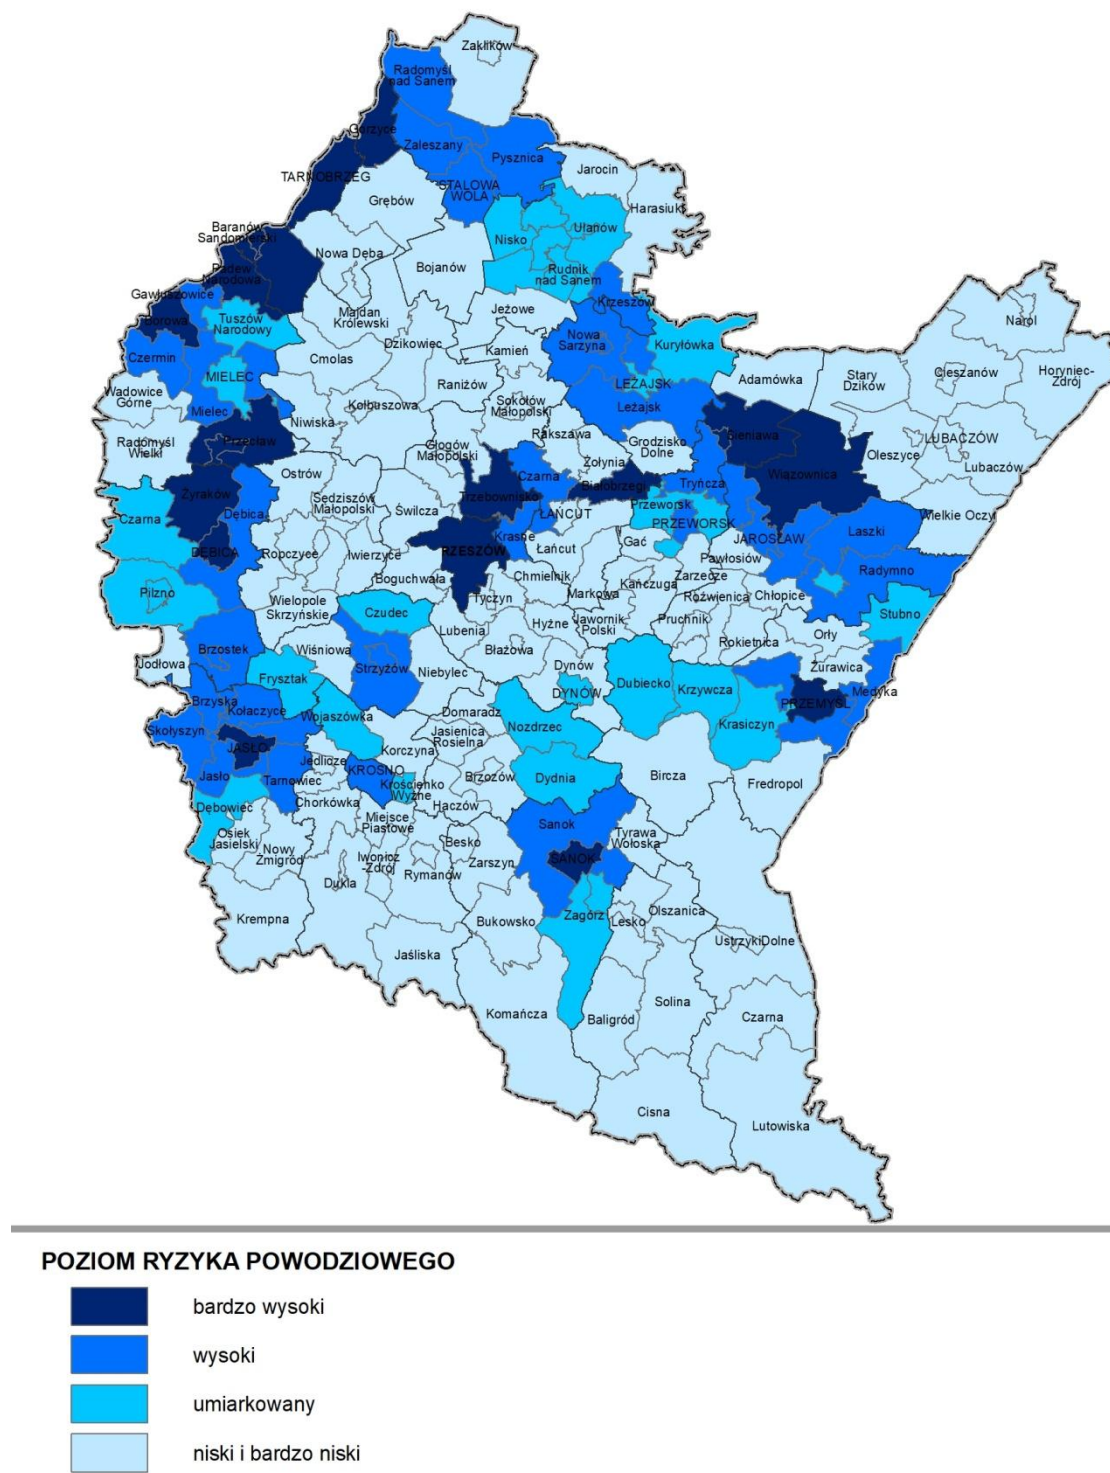 Zaklików
Radomyśl
nad Sanem
Gorzyce
Zaleszany
Pysznica
TARNOBRZEG
STALOWA
WOLA
Jarocin
Grębów
Harasiuki
Baranów
Sandomierski
Nisko
Ulanów
Nowa Dęba
Bojanów
Rudnik
nad Sanem
Padew
Narodowa
Gawłuszowice
Borowa
Tuszów
Narodowy
Majdan
Królewski
Jeżowe
Krzeszów
Narol
Czermin
Dzikowiec
Kamień
Nowa
Sarzyna
Kuryłówka
Cmolas
MIELEC
Raniżów
LEŻAJSK
Adamówka
Stary
Dzików
Cieszanów
Horyniec-
Zdrój
Wadowice
Górne
Mielec
Niwiska
Kolbuszowa
Sokołów
Małopolski
Leżajsk
Radomyśl
Wielki
Przecław
Głogów
Małopolski
Rakszawa
Grodzisko
Dolne
Sieniawa
LUBACZÓW
Oleszyce
Lubaczów
Ostrów
Żołynia
Wiązownica
Żyraków
Sędziszów
Małopolski
Trzebownisko
Czarna
Białobrzegi
Tryńcza
Czarna
Dębica
Świlcza
ŁAŃCUT
Przeworsk
PRZEWORSK
Wielkie Oczy
DĘBICA
Ropczyce
Iwierzyce
RZESZÓW
Krasne
Łańcut
Gać
JAROSŁAW
Laszki
Pawłosiów
Radymno
Boguchwała
Chmielnik
Kańczuga
Zarzecze
Pilzno
Wielopole
Skrzyńskie
Czudec
Tyczyn
Markowa
Roźwienica
Chłopice
Stubno
Lubenia
Hyżne
Jawornik
Polski
Pruchnik
Rokietnica
Orły
Jodłowa
Brzostek
Wiśniowa
Strzyżów
Niebylec
Błażowa
Dynów
Żurawica
Frysztak
DYNÓW
Dubiecko
Krzywcza
PRZEMYŚL
Medyka
Brzyska
Kołaczyce
Wojaszówka
Domaradz
Nozdrzec
Krasiczyn
Skołyszyn
JASŁO
Jedlicze
Korczyna
Jasienica
Rosielna
Jasło
Tarnowiec
KROSNO
Krościenko
Wyżne
Brzozów
Dydnia
Bircza
Fredropol
Dębowiec
Chorkówka
Haczów
Osiek
Jasielski
Nowy
Żmigród
Miejsce
Piastowe
Besko
Sanok
Tyrawa
Wołoska
Dukla
Iwonicz
-Zdrój
Rymanów
Zarszyn
SANOK
Krempna
Bukowsko
Zagórz
Lesko
Olszanica
Jaśliska
UstrzykiDolne
Komańcza
Baligród
Solina
Czarna
Cisna
Lutowiska
POZIOM RYZYKA POWODZIOWEGO
bardzo wysoki
wysoki
umiarkowany
niski i bardzo niski